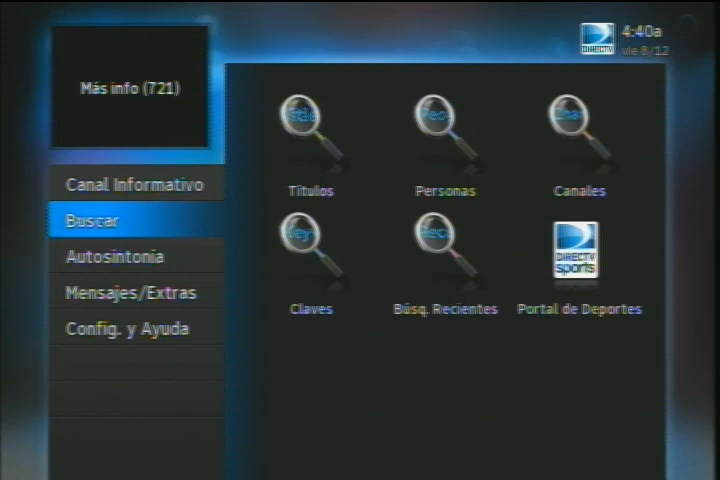 DIRECTV
4:40a
vie 8/12
Más info (721)
Canal Informativo
Buscar
Autosintonía
Mensajes/Extras
Config. y Ayuda
Títulos
Personas
Canales
Claves
Búsq. Recientes
DIRECTV
sports
Portal de Deportes